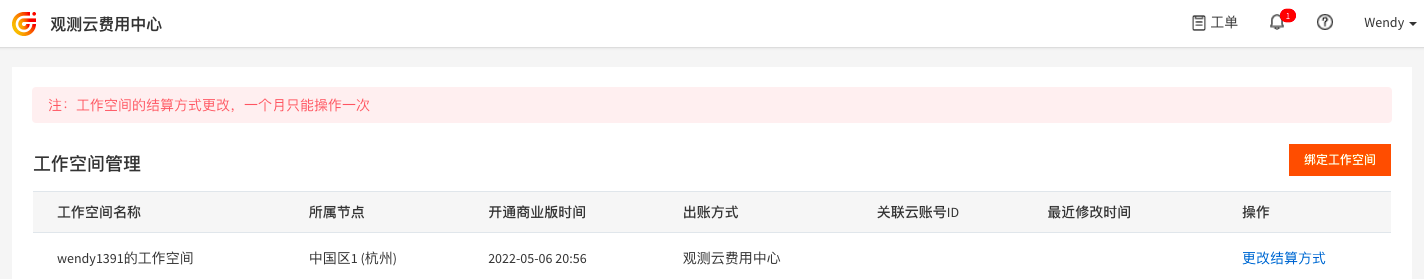 观测云费用中心 工单 1 Wendy
注：工作空间的结算方式更改，一个月只能操作一次
工作空间管理 绑定工作空间
工作空间名称 所属节点 开通商业版时间 出账方式 关联云账号ID 最近修改时间 操作
wendy1391的工作空间 中国区1 (杭州) 2022-05-06 20:56 观测云费用中心 更改结算方式